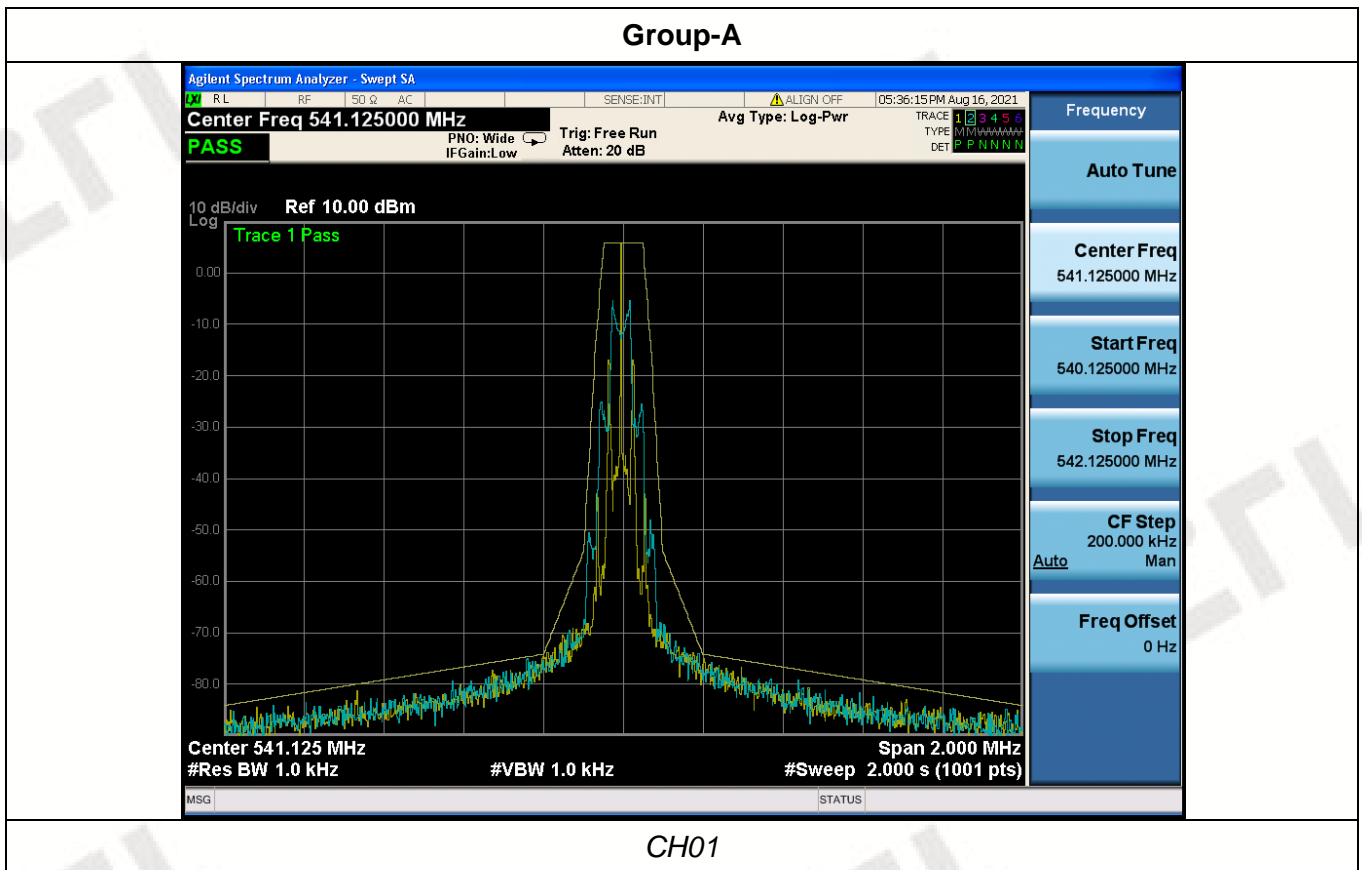 Group-A
Agilent Spectrum Analyzer - Swept SA
LXI RL RF 50 Ω AC SENSE:INT ALIGN OFF 05:36:15 PM Aug 16, 2021
Center Freq 541.125000 MHz
Avg Type: Log-Pwr
TRACE 1 2 3 4 5 6
PASS
PNO: Wide
Trig: Free Run
TYPE M M W W W W
IFGain:Low
Atten: 20 dB
DET P P N N N N
10 dB/div Ref 10.00 dBm
Log
Trace 1 Pass
0.00
-10.0
-20.0
-30.0
-40.0
-50.0
-60.0
-70.0
-80.0
Center 541.125 MHz
Span 2.000 MHz
#Res BW 1.0 kHz
#VBW 1.0 kHz
#Sweep 2.000 s (1001 pts)
MSG
STATUS
Frequency
Auto Tune
Center Freq
541.125000 MHz
Start Freq
540.125000 MHz
Stop Freq
542.125000 MHz
CF Step
200.000 kHz
Auto Man
Freq Offset
0 Hz
CH01